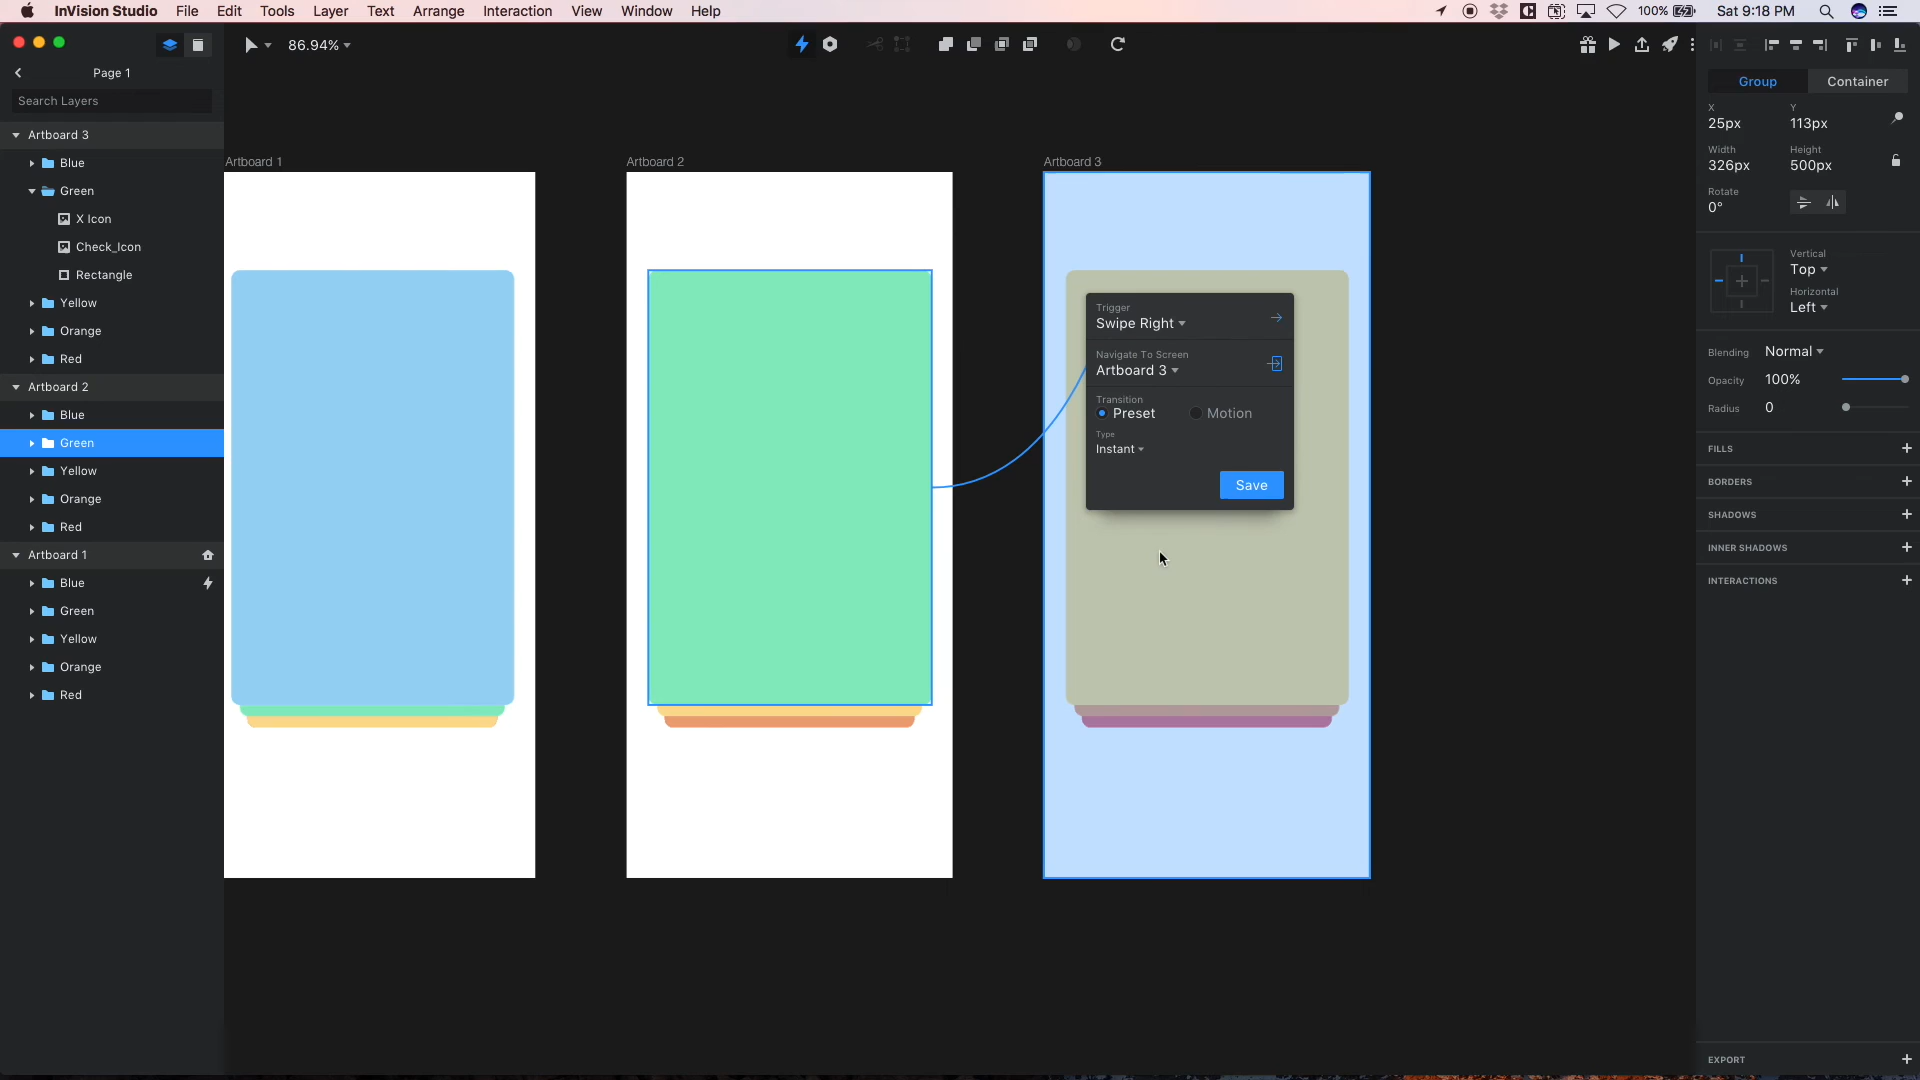 InVision Studio File Edit Tools Layer Text Arrange Interaction View Window Help 100% Sat 9:18 PM
86.94%
Page 1
Search Layers
Artboard 3
Blue
Green
X Icon
Check_Icon
Rectangle
Yellow
Orange
Red
Artboard 2
Blue
Green
Yellow
Orange
Red
Artboard 1
Blue
Green
Yellow
Orange
Red
Artboard 1
Artboard 2
Artboard 3
Trigger
Swipe Right
Navigate To Screen
Artboard 3
Transition
Preset Motion
Type
Instant
Save
Group Container
X Y
25px 113px
Width Height
326px 500px
Rotate
0°
Vertical
Top
Horizontal
Left
Blending Normal
Opacity 100%
Radius 0
FILLS
BORDERS
SHADOWS
INNER SHADOWS
INTERACTIONS
EXPORT